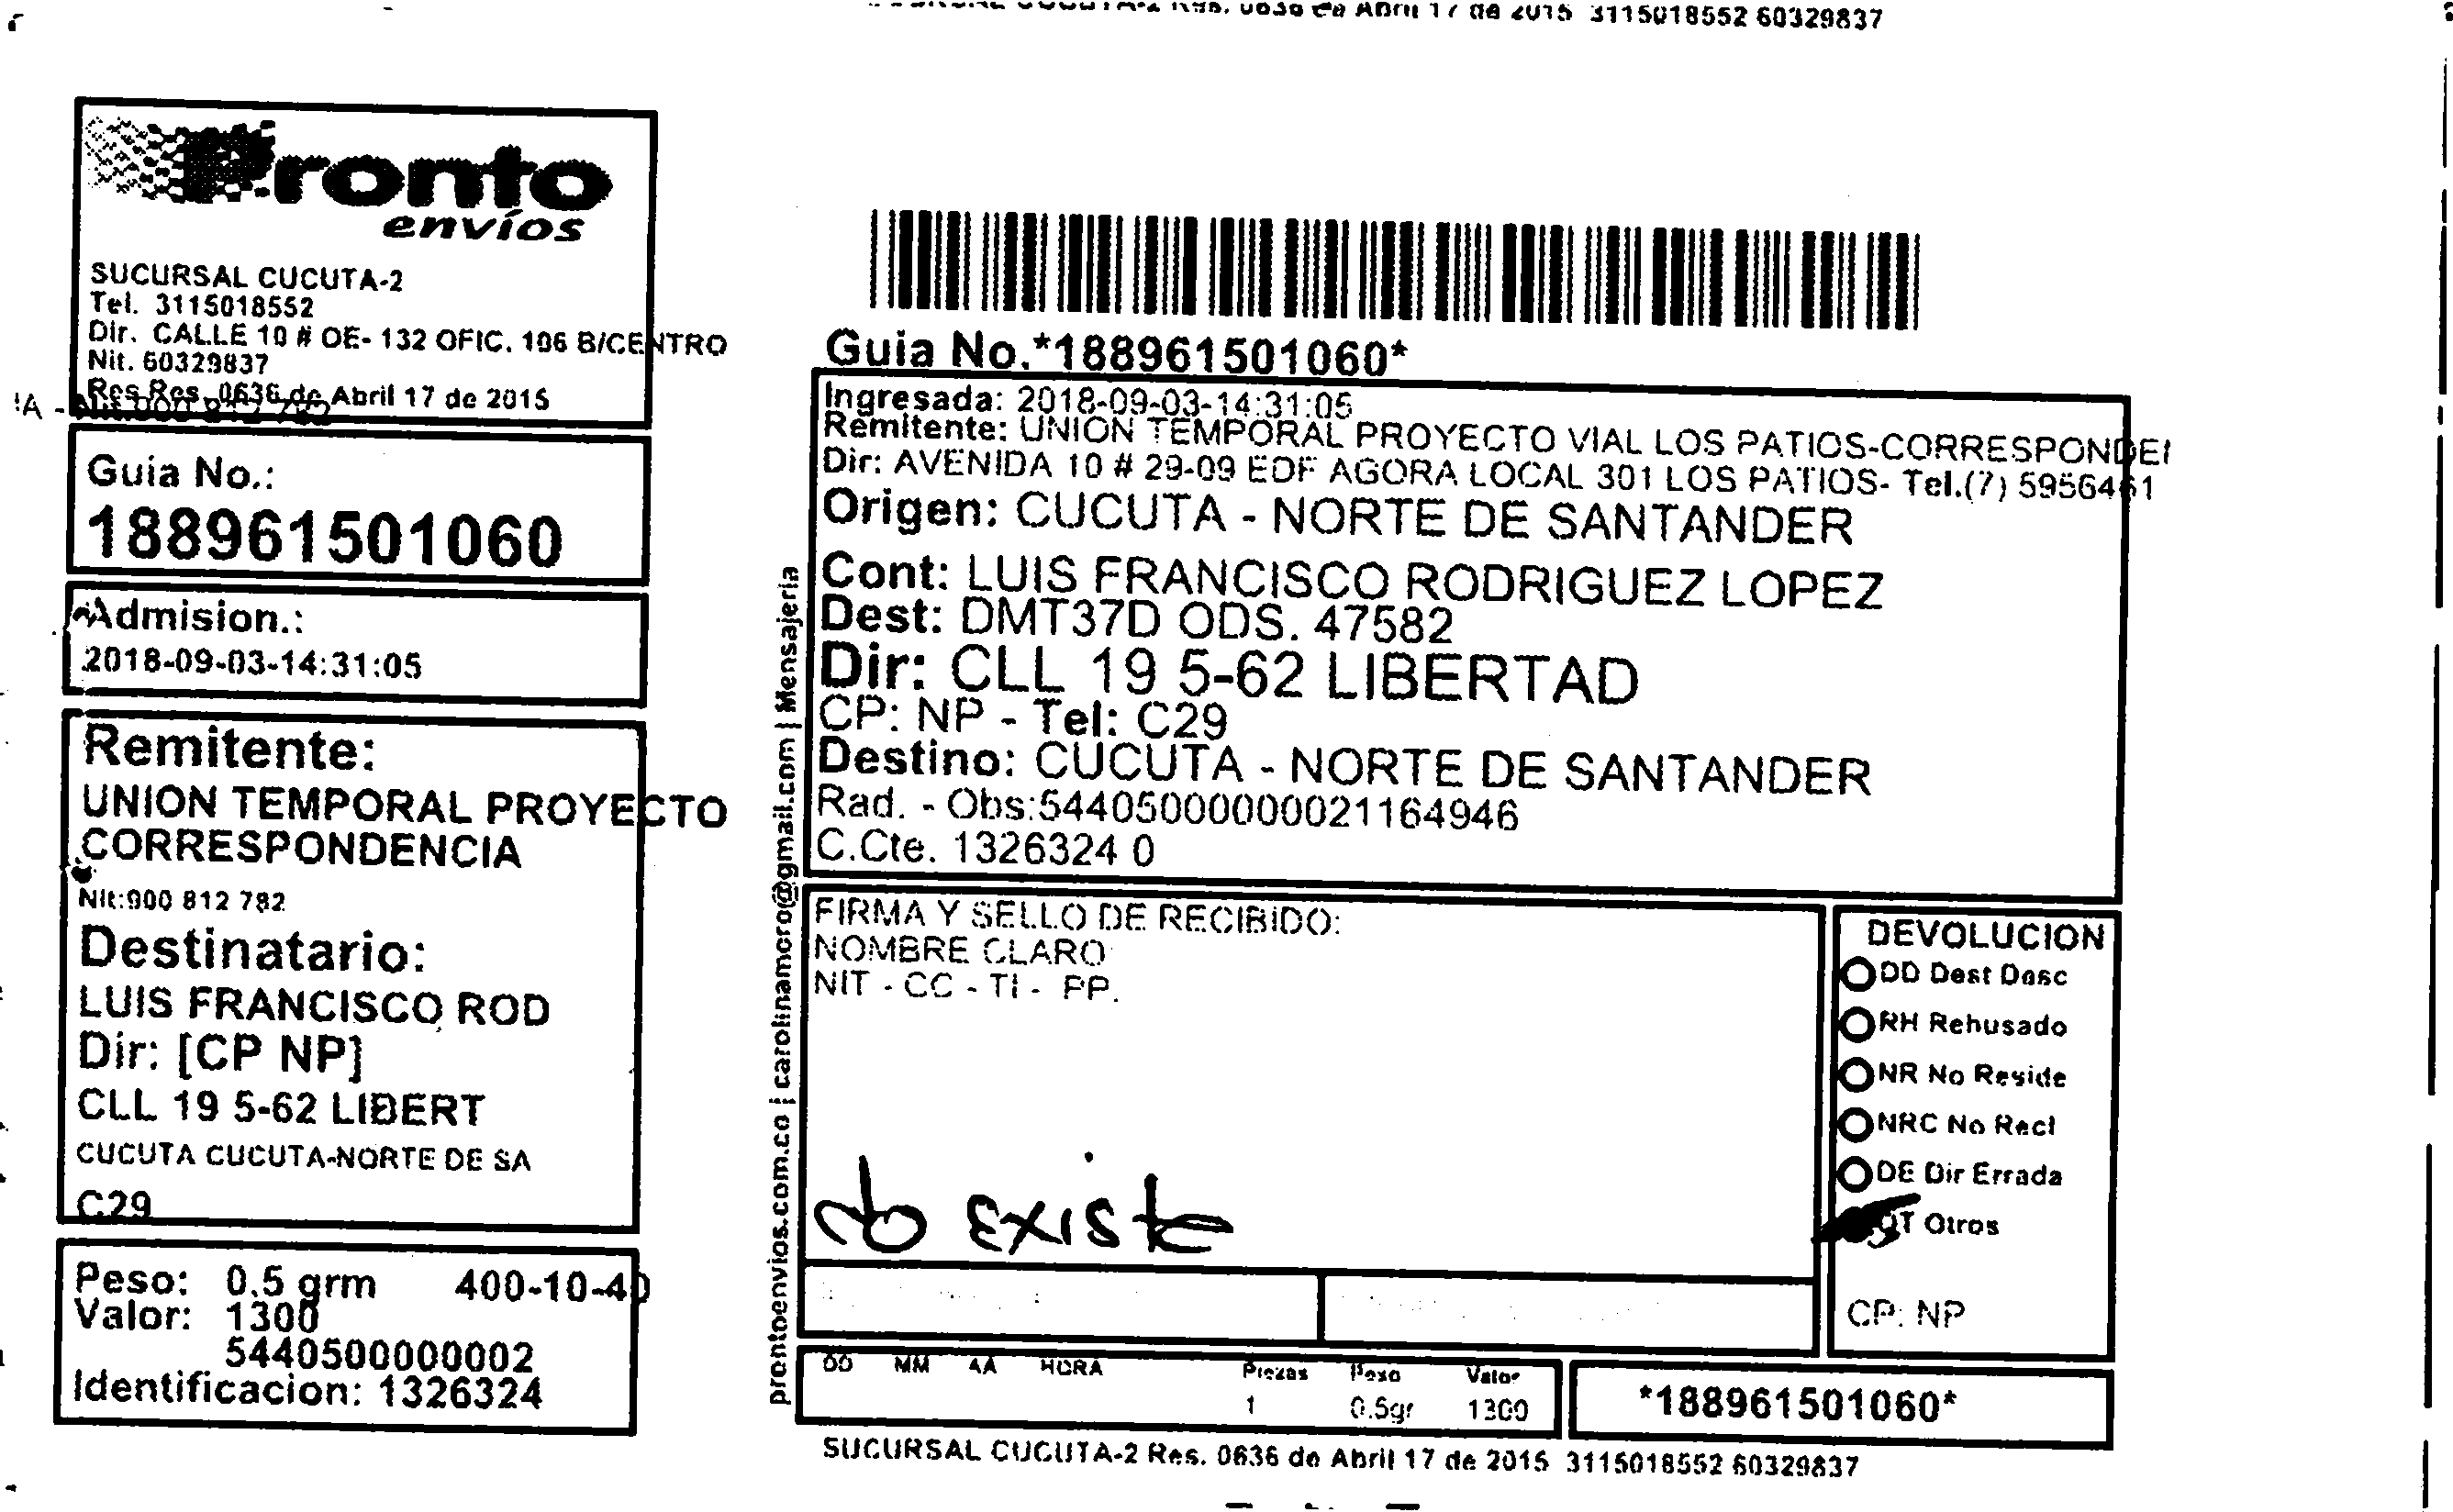 Res. 0636 de Abril 17 de 2015 3115018552 60329837
Pronto
envíos
SUCURSAL CUCUTA-2
Tel. 3115018552
Dir. CALLE 10 # OE- 132 OFIC. 106 B/CENTRO
Nit. 60329837
Res Res. 0636 de Abril 17 de 2015
Guia No.:
188961501060
Admision.:
2018-09-03-14:31:05
Remitente:
UNION TEMPORAL PROYECTO
CORRESPONDENCIA
Nit:900 812 782
Destinatario:
LUIS FRANCISCO ROD
Dir: [CP NP]
CLL 19 5-62 LIBERT
CUCUTA CUCUTA-NORTE DE SA
C29
Peso: 0.5 grm 400-10-40
Valor: 1300
5440500000002
Identificacion: 1326324
prontoenvios.com.co | carolinamcro@gmail.com | Mensajeria
Guia No.*188961501060*
Ingresada: 2018-09-03-14:31:05
Remitente: UNION TEMPORAL PROYECTO VIAL LOS PATIOS-CORRESPONDEI
Dir: AVENIDA 10 # 29-09 EDF AGORA LOCAL 301 LOS PATIOS- Tel.(7) 5956461
Origen: CUCUTA - NORTE DE SANTANDER
Cont: LUIS FRANCISCO RODRIGUEZ LOPEZ
Dest: DMT37D ODS. 47582
Dir: CLL 19 5-62 LIBERTAD
CP: NP - Tel: C29
Destino: CUCUTA - NORTE DE SANTANDER
Rad. - Obs:544050000000021164946
C.Cte. 1326324 0
FIRMA Y SELLO DE RECIBIDO:
NOMBRE CLARO
NIT - CC - TI - PP.
no Existe
DEVOLUCION
DD Dest Desc
RH Rehusado
NR No Reside
NRC No Recl
DE Dir Errada
OT Otros
CP: NP
DD MM AA HORA Piezas Peso Valor
1 0.5gr 1300
*188961501060*
SUCURSAL CUCUTA-2 Res. 0636 de Abril 17 de 2015 3115018552 60329837